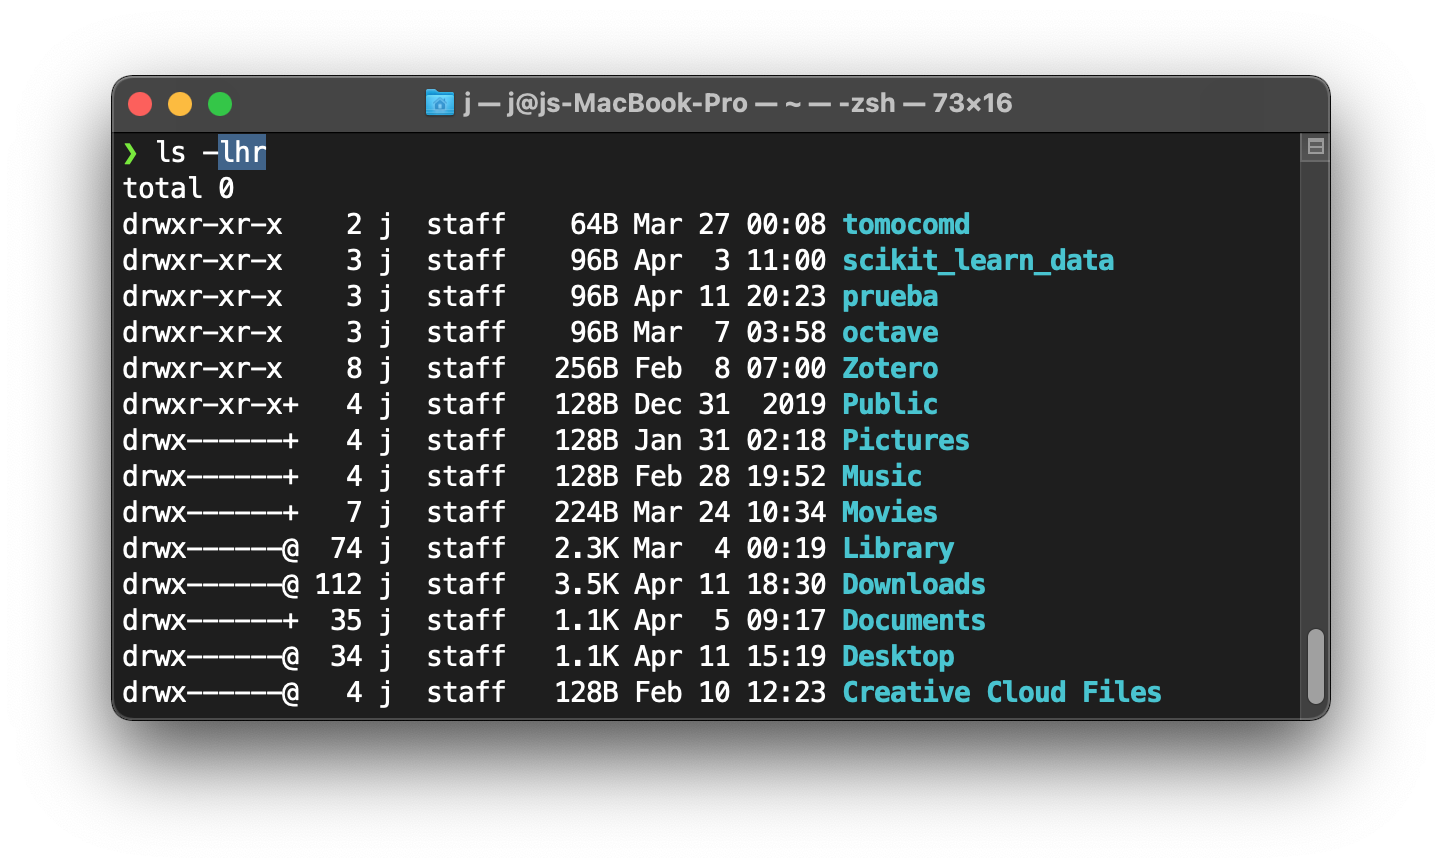 j — j@js-MacBook-Pro — ~ — -zsh — 73×16
❯ ls -lhr
total 0
drwxr-xr-x    2 j  staff    64B Mar 27 00:08 tomocomd
drwxr-xr-x    3 j  staff    96B Apr  3 11:00 scikit_learn_data
drwxr-xr-x    3 j  staff    96B Apr 11 20:23 prueba
drwxr-xr-x    3 j  staff    96B Mar  7 03:58 octave
drwxr-xr-x    8 j  staff   256B Feb  8 07:00 Zotero
drwxr-xr-x+   4 j  staff   128B Dec 31  2019 Public
drwx------+   4 j  staff   128B Jan 31 02:18 Pictures
drwx------+   4 j  staff   128B Feb 28 19:52 Music
drwx------+   7 j  staff   224B Mar 24 10:34 Movies
drwx------@  74 j  staff   2.3K Mar  4 00:19 Library
drwx------@ 112 j  staff   3.5K Apr 11 18:30 Downloads
drwx------+  35 j  staff   1.1K Apr  5 09:17 Documents
drwx------@  34 j  staff   1.1K Apr 11 15:19 Desktop
drwx------@   4 j  staff   128B Feb 10 12:23 Creative Cloud Files